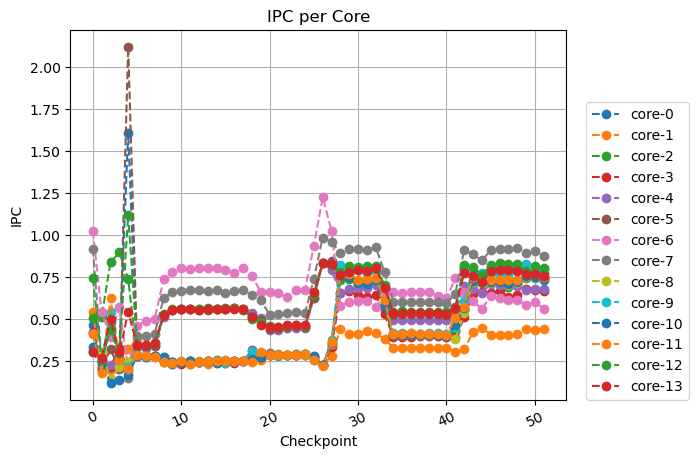 IPC per Core
IPC
2.00
1.75
1.50
1.25
1.00
0.75
0.50
0.25
0
10
20
30
40
50
Checkpoint
core-0
core-1
core-2
core-3
core-4
core-5
core-6
core-7
core-8
core-9
core-10
core-11
core-12
core-13